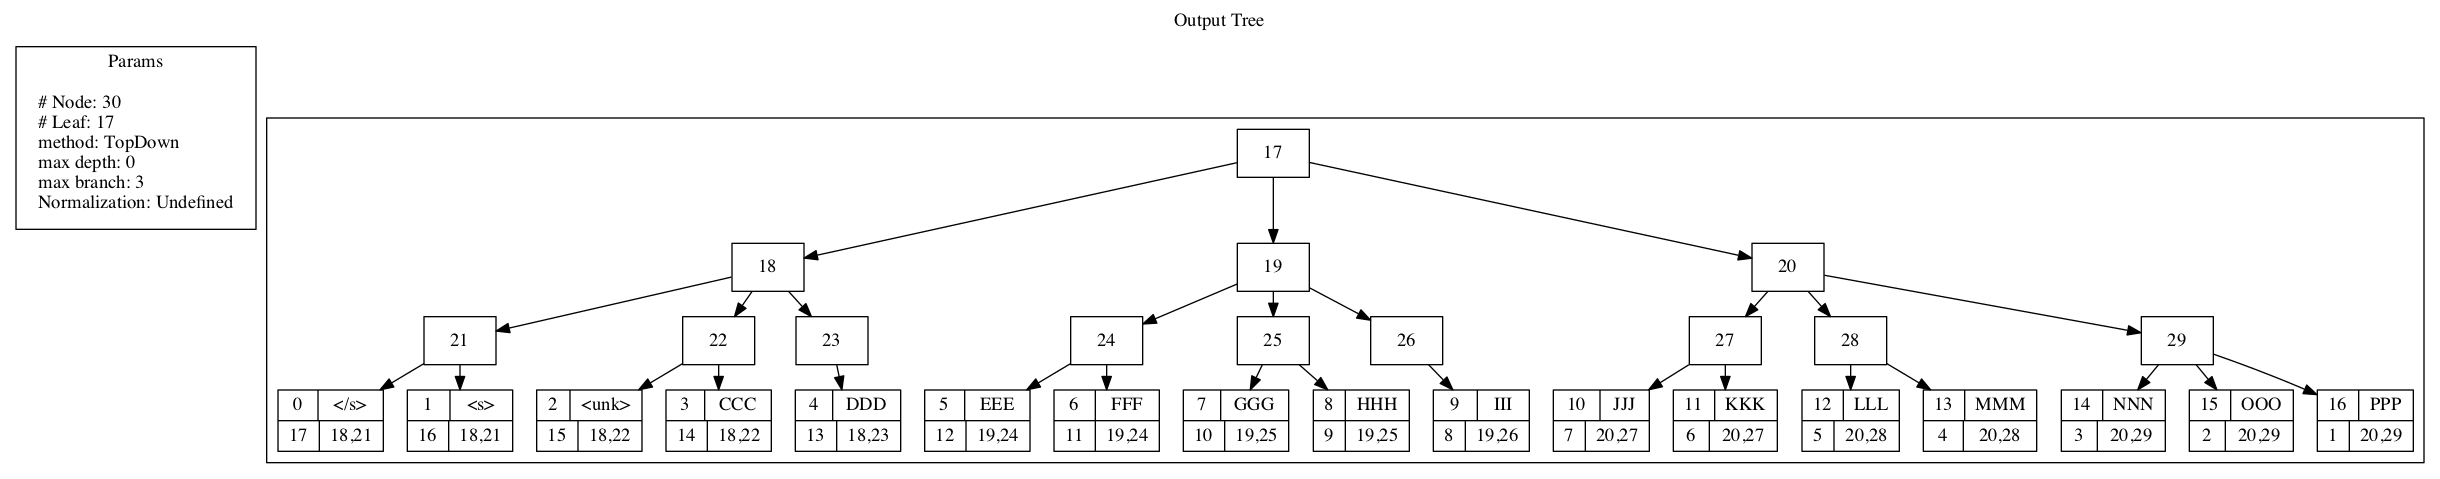 Output Tree
Params
# Node: 30
# Leaf: 17
method: TopDown
max depth: 0
max branch: 3
Normalization: Undefined
17
18 19 20
21 22 23 24 25 26 27 28 29
0 </s> 1 <s> 2 <unk> 3 CCC 4 DDD 5 EEE 6 FFF 7 GGG 8 HHH 9 III 10 JJJ 11 KKK 12 LLL 13 MMM 14 NNN 15 OOO 16 PPP
17 18,21 16 18,21 15 18,22 14 18,22 13 18,23 12 19,24 11 19,24 10 19,25 9 19,25 8 19,26 7 20,27 6 20,27 5 20,28 4 20,28 3 20,29 2 20,29 1 20,29